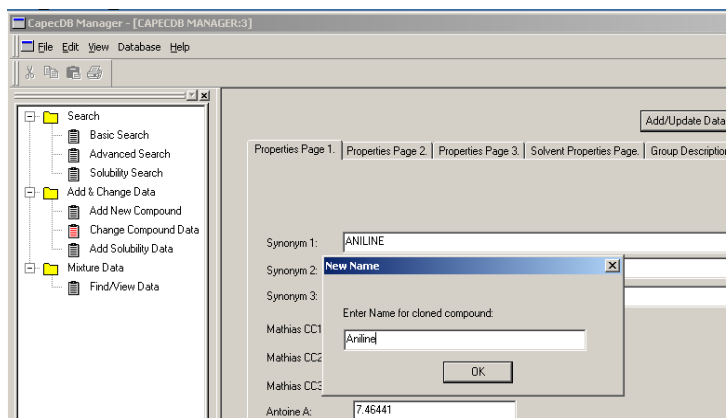 CapecDB Manager - [CAPECDB MANAGER:3]
File Edit View Database Help
Search
Basic Search
Advanced Search
Solubility Search
Add & Change Data
Add New Compound
Change Compound Data
Add Solubility Data
Mixture Data
Find/View Data
Add/Update Data
Properties Page 1. Properties Page 2. Properties Page 3. Solvent Properties Page. Group Description
Synonym 1: ANILINE
Synonym 2:
Synonym 3:
Mathias CC1
Mathias CC2
Mathias CC3
Antoine A: 7.46441
New Name
Enter Name for cloned compound:
Aniline
OK